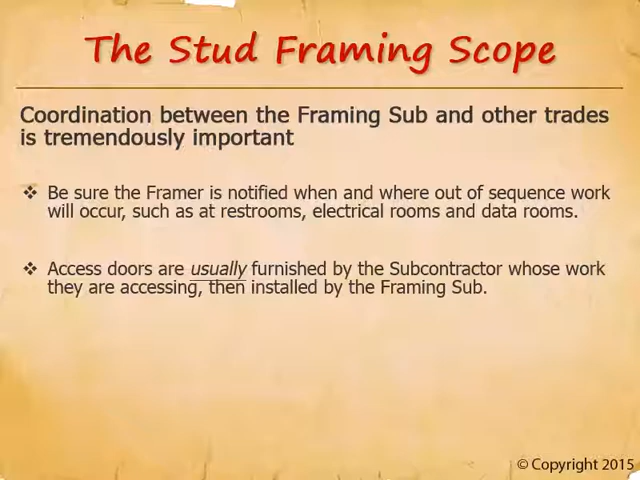 The Stud Framing Scope
Coordination between the Framing Sub and other trades
is tremendously important
❖ Be sure the Framer is notified when and where out of sequence work
will occur, such as at restrooms, electrical rooms and data rooms.
❖ Access doors are usually furnished by the Subcontractor whose work
they are accessing, then installed by the Framing Sub.
© Copyright 2015